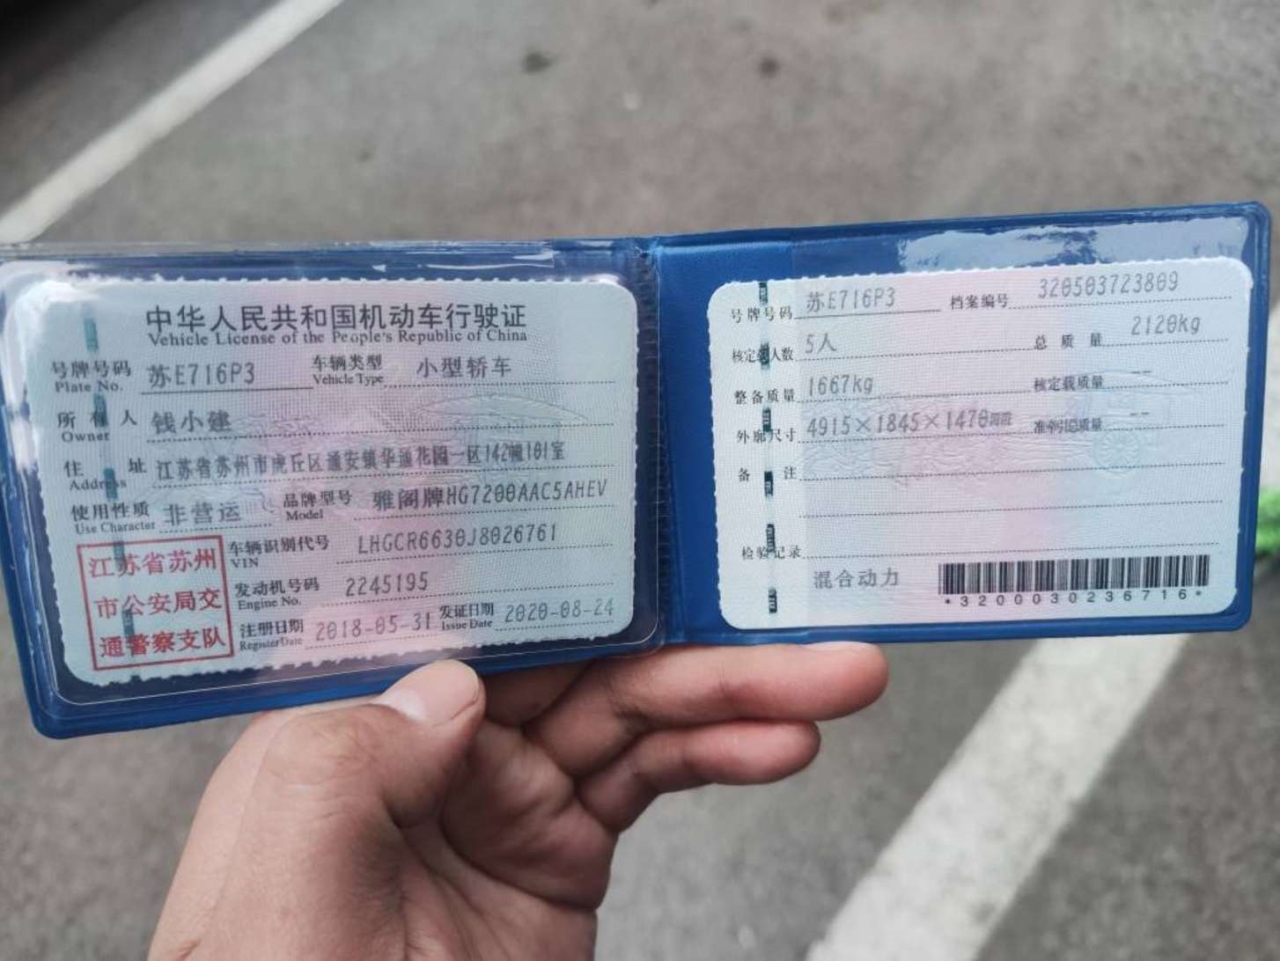 中华人民共和国机动车行驶证
Vehicle License of the People's Republic of China
号牌号码 苏E716P3 车辆类型 小型轿车
Plate No. Vehicle Type
所有人 钱小建
Owner
住址 江苏省苏州市虎丘区通安镇华通花园一区142幢101室
Address
使用性质 非营运 品牌型号 雅阁牌HG7200AAC5AHEV
Use Character Model
江苏省苏州
市公安局交
通警察支队
车辆识别代号 LHGCR6630J8026761
VIN
发动机号码 2245195
Engine No.
注册日期 2018-05-31 发证日期 2020-08-24
Register Date Issue Date
号牌号码 苏E716P3 档案编号 320503723809
核定载人数 5人 总质量 2120kg
整备质量 1667kg 核定载质量 --
外廓尺寸 4915×1845×1470mm 准牵引总质量 --
备注
检验记录
混合动力
*3200030236716*